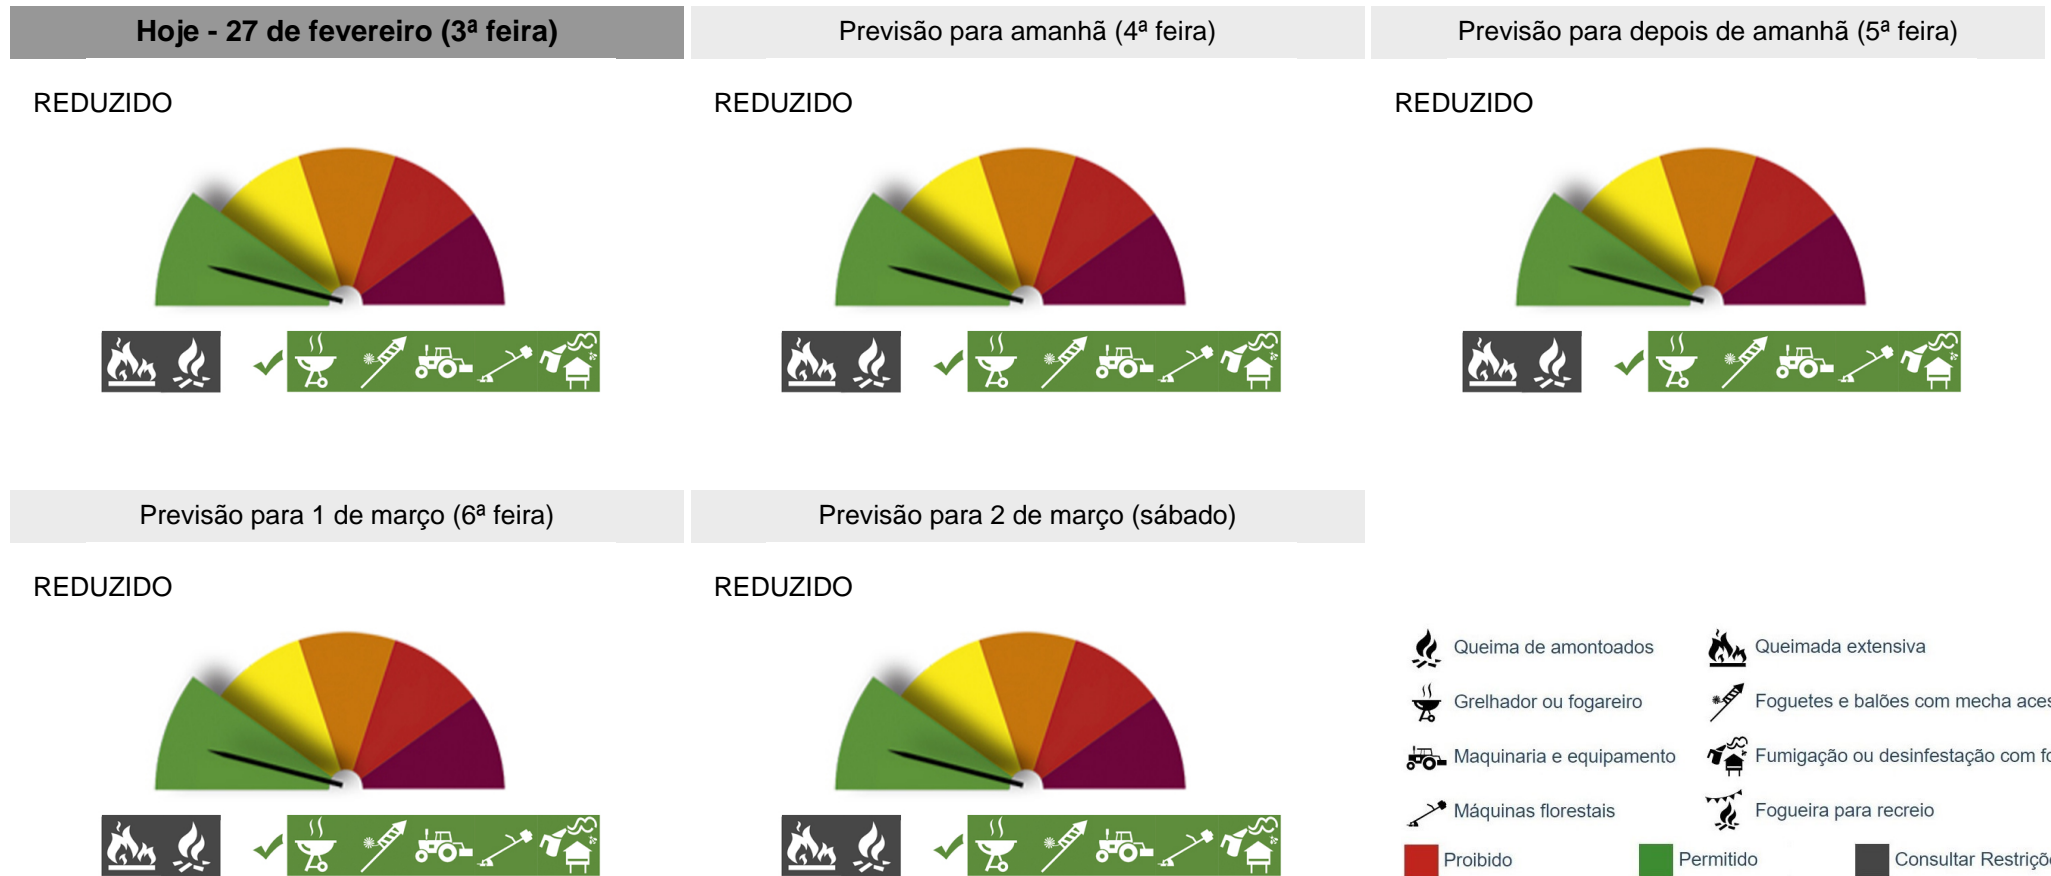 Hoje - 27 de fevereiro (3ª feira)
Previsão para amanhã (4ª feira)
Previsão para depois de amanhã (5ª feira)
REDUZIDO
REDUZIDO
REDUZIDO
Previsão para 1 de março (6ª feira)
Previsão para 2 de março (sábado)
REDUZIDO
REDUZIDO
Queima de amontoados
Queimada extensiva
Grelhador ou fogareiro
Foguetes e balões com mecha
Maquinaria e equipamento
Fumigação ou desinfestação com
Máquinas florestais
Fogueira para recreio
Proibido
Permitido
Consultar